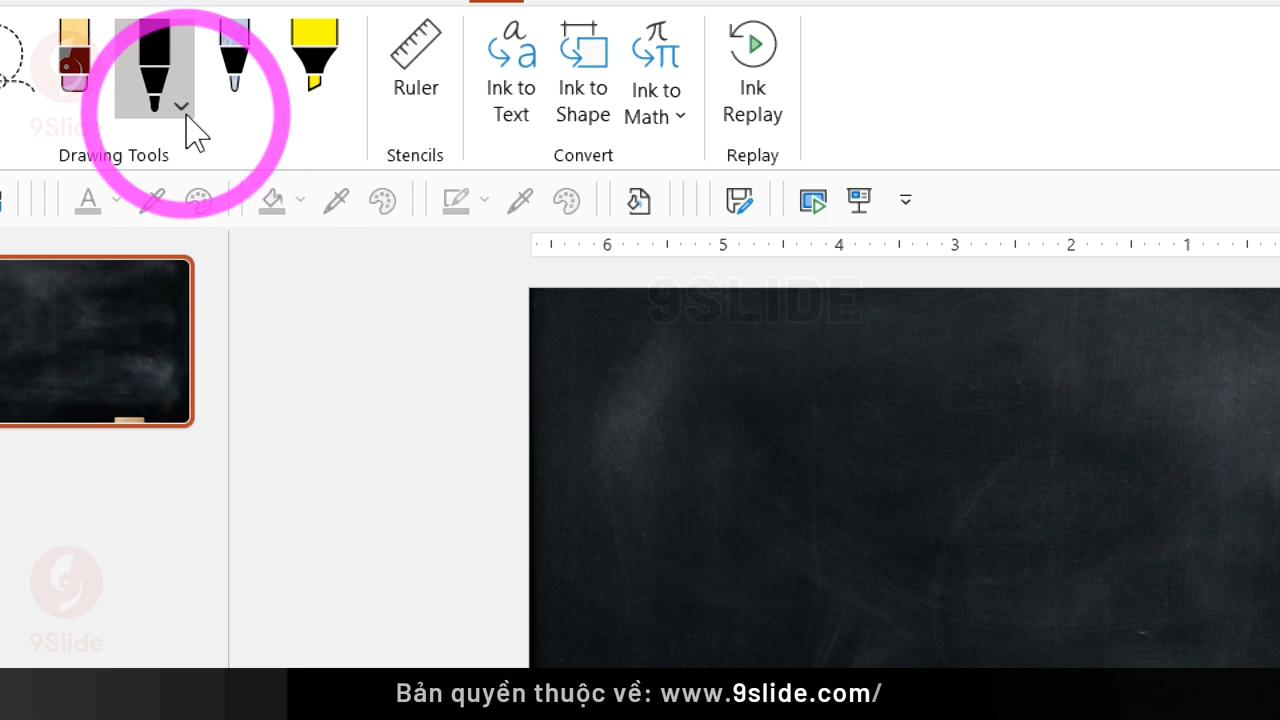 Ruler
Ink to
Text
Ink to
Shape
Ink to
Math
Ink
Replay
Drawing Tools
Stencils
Convert
Replay
9Slide
6 5 4 3 2 1
9SLIDE
9Slide
Bản quyền thuộc về: www.9slide.com/